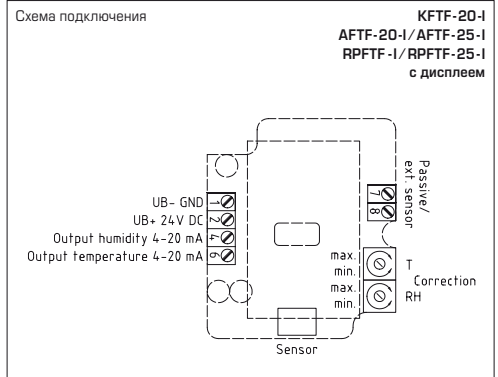 Схема подключения
KFTF-20-I
AFTF-20-I/AFTF-25-I
RPFTF-I/RPFTF-25-I
с дисплеем
Passive/
ext. sensor
7
8
UB- GND 1
UB+ 24V DC 2
Output humidity 4-20 mA 4
Output temperature 4-20 mA 6
max.
min.
T
Correction
max.
min.
RH
Sensor